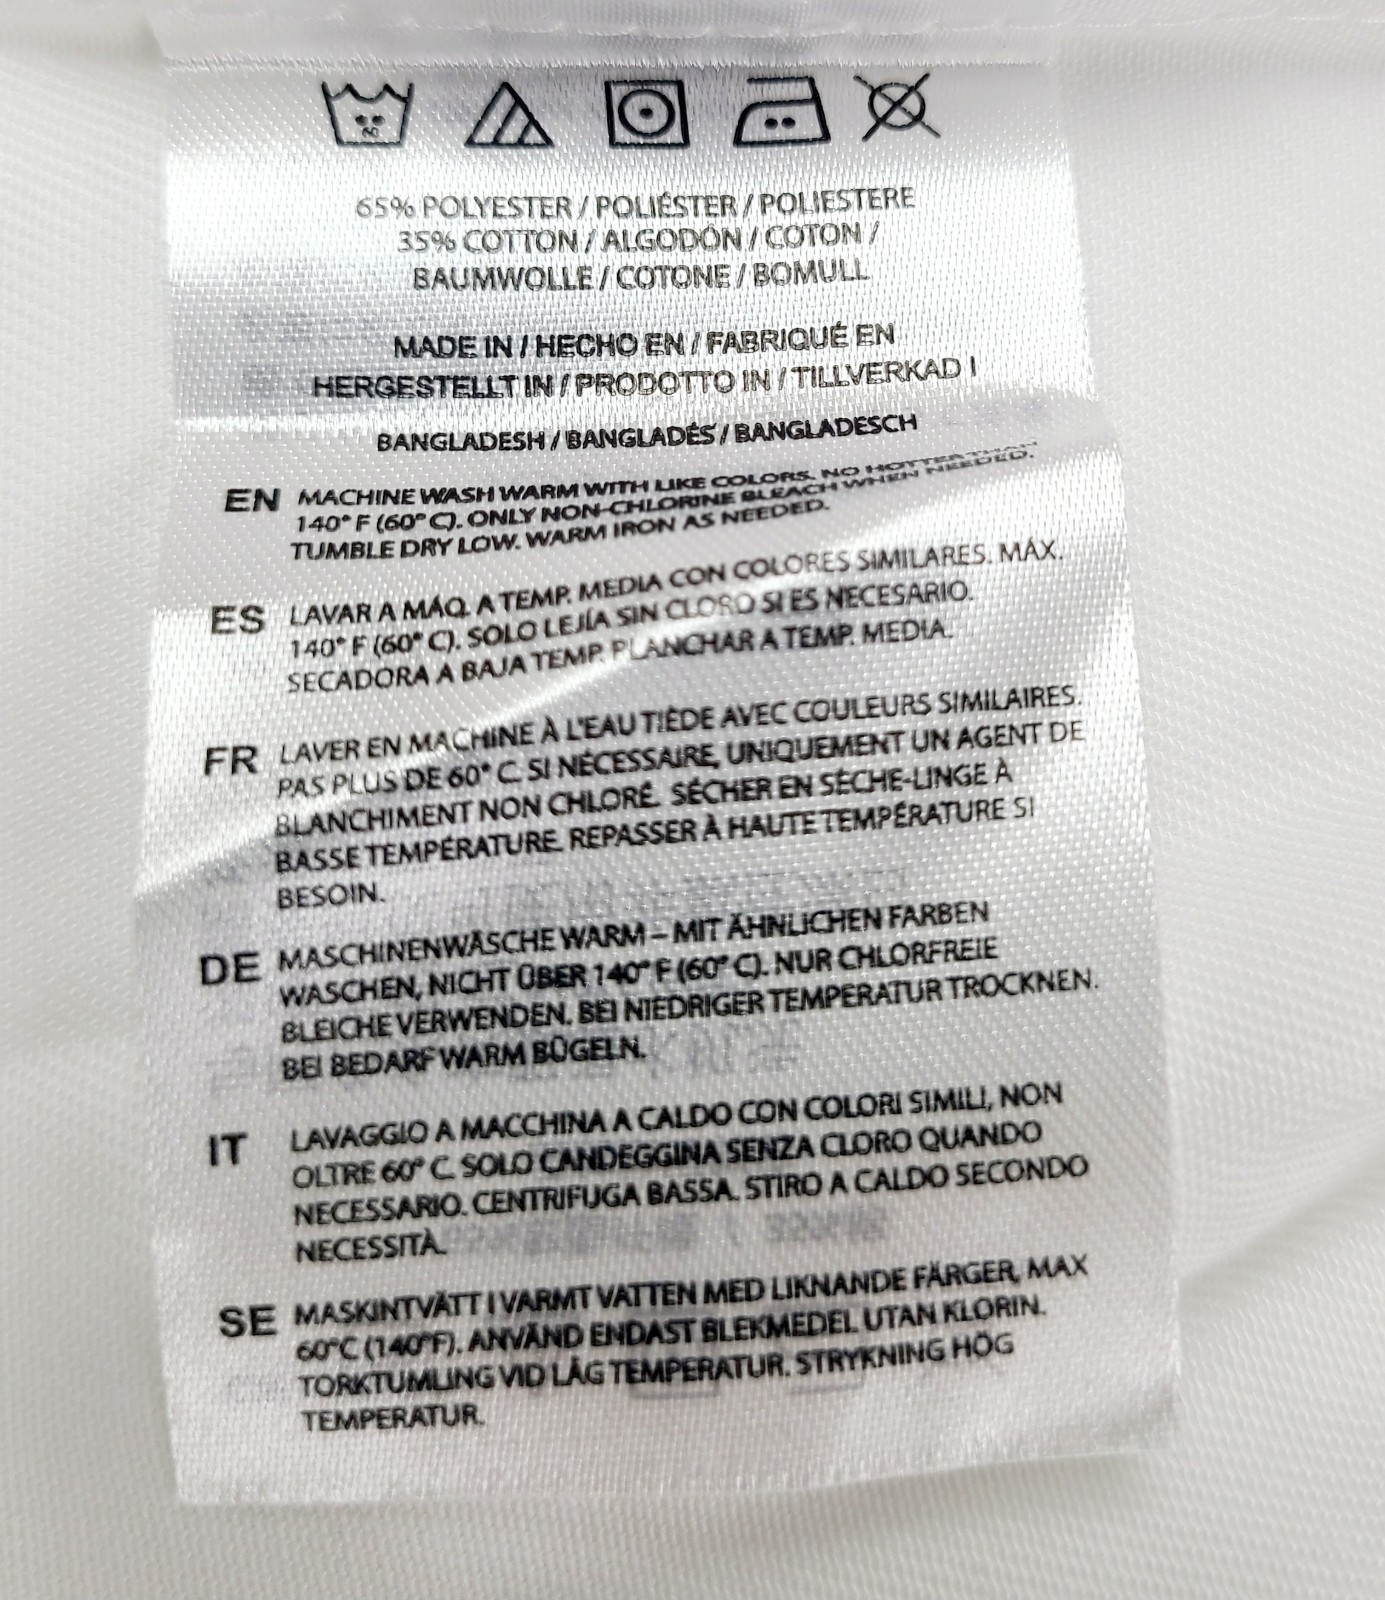 65% POLYESTER / POLIÉSTER / POLIESTERE
35% COTTON / ALGODÓN / COTON /
BAUMWOLLE / COTONE / BOMULL
MADE IN / HECHO EN / FABRIQUÉ EN
HERGESTELLT IN / PRODOTTO IN / TILLVERKAD I
BANGLADESH / BANGLADÉS / BANGLADESCH
EN MACHINE WASH WARM WITH LIKE COLORS, NO HOTTER THAN
140° F (60° C). ONLY NON-CHLORINE BLEACH WHEN NEEDED.
TUMBLE DRY LOW. WARM IRON AS NEEDED.
ES LAVAR A MÁQ. A TEMP. MEDIA CON COLORES SIMILARES. MÁX.
140° F (60° C). SOLO LEJÍA SIN CLORO SI ES NECESARIO.
SECADORA A BAJA TEMP. PLANCHAR A TEMP. MEDIA.
FR LAVER EN MACHINE À L'EAU TIÈDE AVEC COULEURS SIMILAIRES.
PAS PLUS DE 60° C. SI NÉCESSAIRE, UNIQUEMENT UN AGENT DE
BLANCHIMENT NON CHLORÉ. SÉCHER EN SÈCHE-LINGE À
BASSE TEMPÉRATURE. REPASSER À HAUTE TEMPÉRATURE SI
BESOIN.
DE MASCHINENWÄSCHE WARM – MIT ÄHNLICHEN FARBEN
WASCHEN, NICHT ÜBER 140° F (60° C). NUR CHLORFREIE
BLEICHE VERWENDEN. BEI NIEDRIGER TEMPERATUR TROCKNEN.
BEI BEDARF WARM BÜGELN.
IT LAVAGGIO A MACCHINA A CALDO CON COLORI SIMILI, NON
OLTRE 60° C. SOLO CANDEGGINA SENZA CLORO QUANDO
NECESSARIO. CENTRIFUGA BASSA. STIRO A CALDO SECONDO
NECESSITÀ.
SE MASKINTVÄTT I VARMT VATTEN MED LIKNANDE FÄRGER, MAX
60°C (140°F). ANVÄND ENDAST BLEKMEDEL UTAN KLORIN.
TORKTUMLING VID LÅG TEMPERATUR. STRYKNING HÖG
TEMPERATUR.